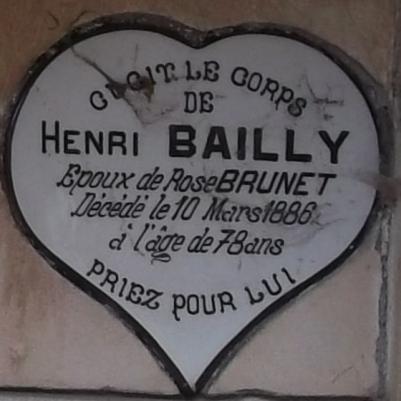 CI GIT LE CORPS
DE
HENRI BAILLY
Epoux de Rose BRUNET
Décédé le 10 Mars 1886
à l'âge de 78 ans
PRIEZ POUR LUI